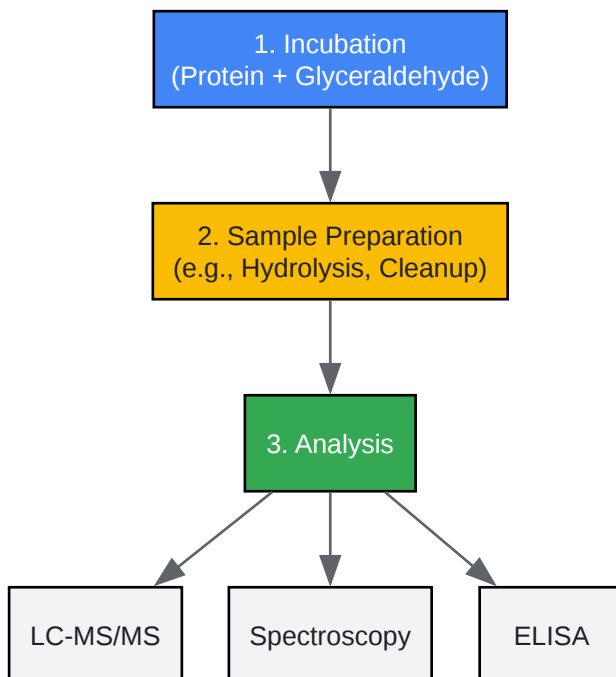 1. Incubation
(Protein + Glyceraldehyde)
2. Sample Preparation
(e.g., Hydrolysis, Cleanup)
3. Analysis
LC-MS/MS
Spectroscopy
ELISA